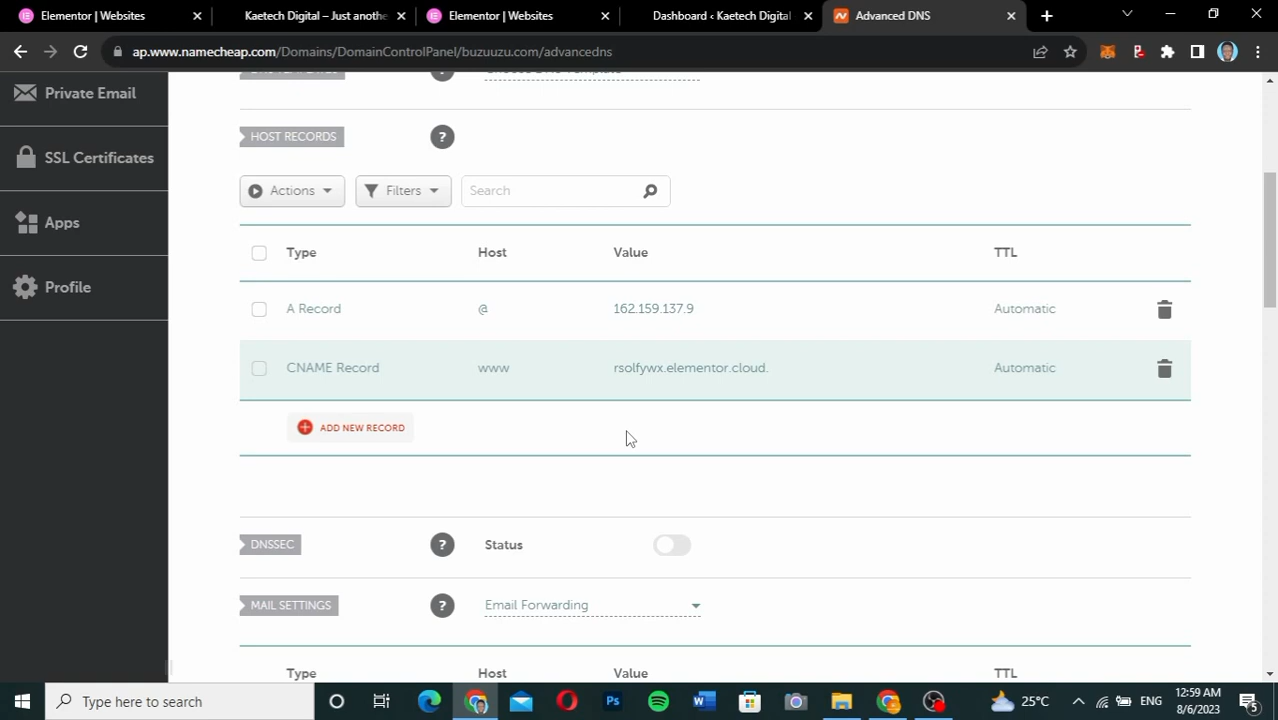 Elementor | Websites
Kaetech Digital – Just anothe
Elementor | Websites
Dashboard ‹ Kaetech Digital
Advanced DNS
ap.www.namecheap.com/Domains/DomainControlPanel/buzuuzu.com/advancedns
Private Email
SSL Certificates
Apps
Profile
HOST RECORDS
?
Actions
Filters
Search
Type Host Value TTL
A Record @ 162.159.137.9 Automatic
CNAME Record www rsolfywx.elementor.cloud. Automatic
ADD NEW RECORD
DNSSEC ? Status
MAIL SETTINGS ? Email Forwarding
Type Host Value TTL
Type here to search
25°C
ENG
12:59 AM
8/6/2023
5